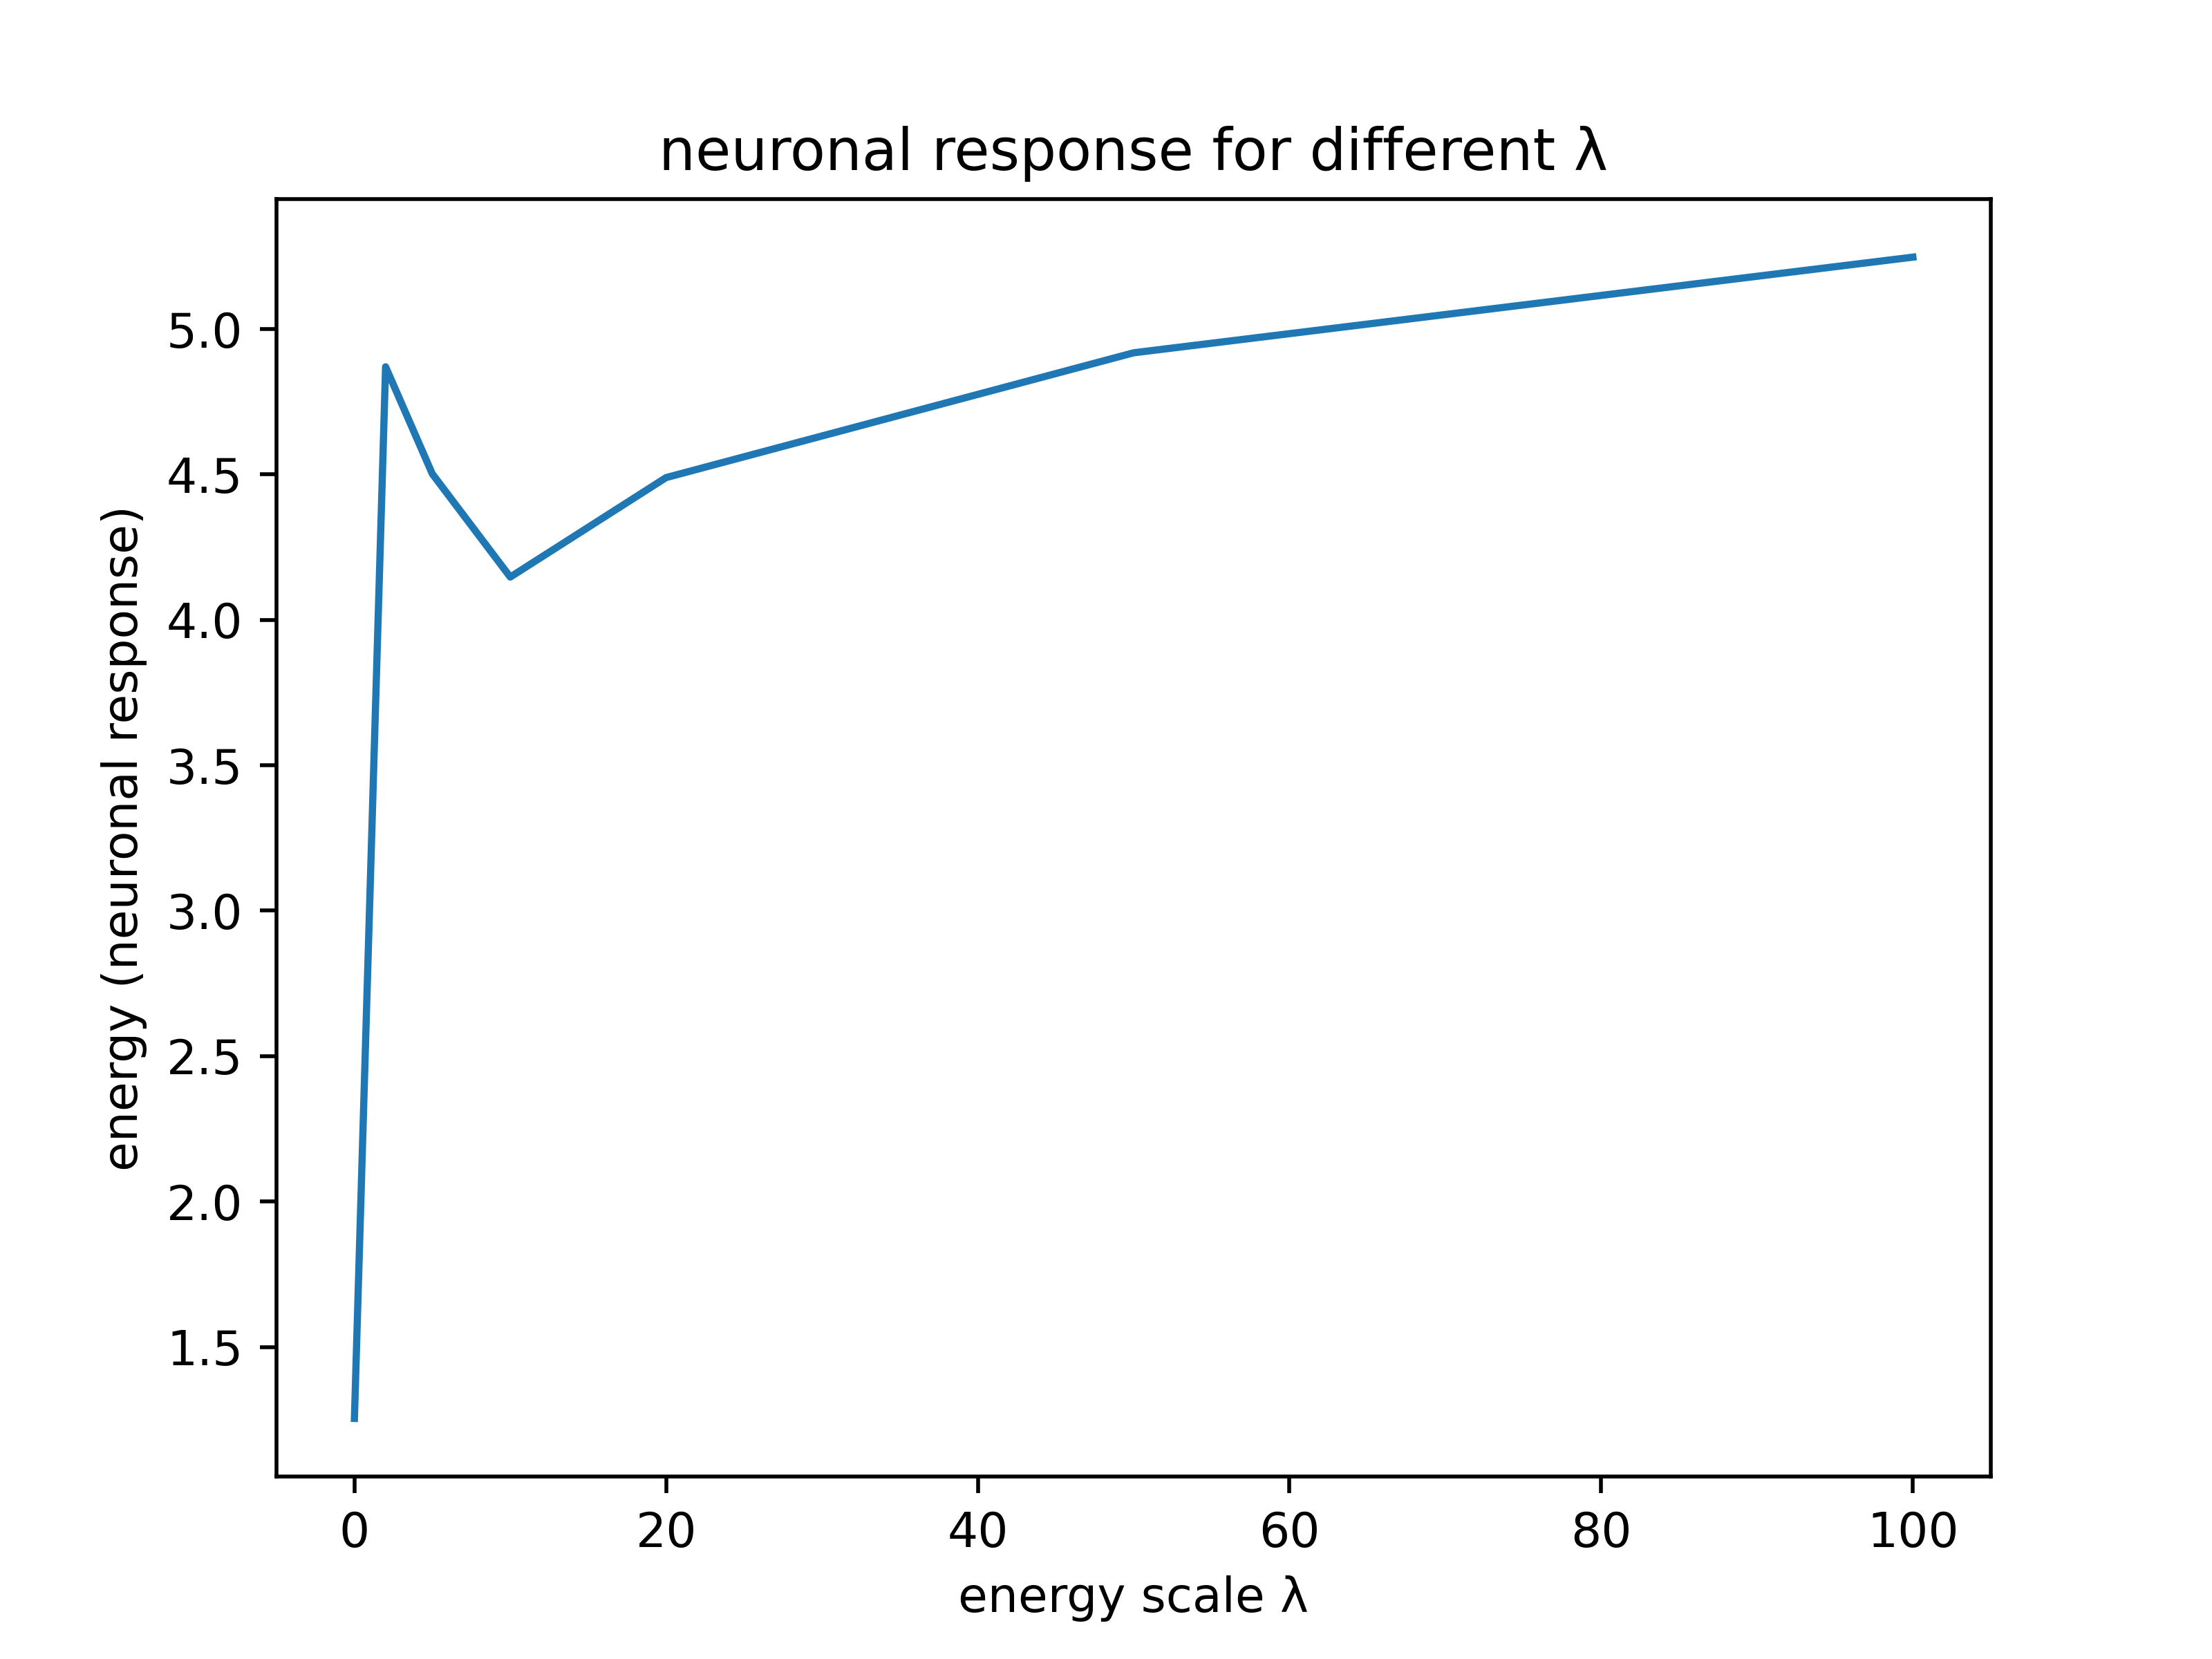 neuronal response for different λ
energy (neuronal response)
5.0
4.5
4.0
3.5
3.0
2.5
2.0
1.5
0 20 40 60 80 100
energy scale λ